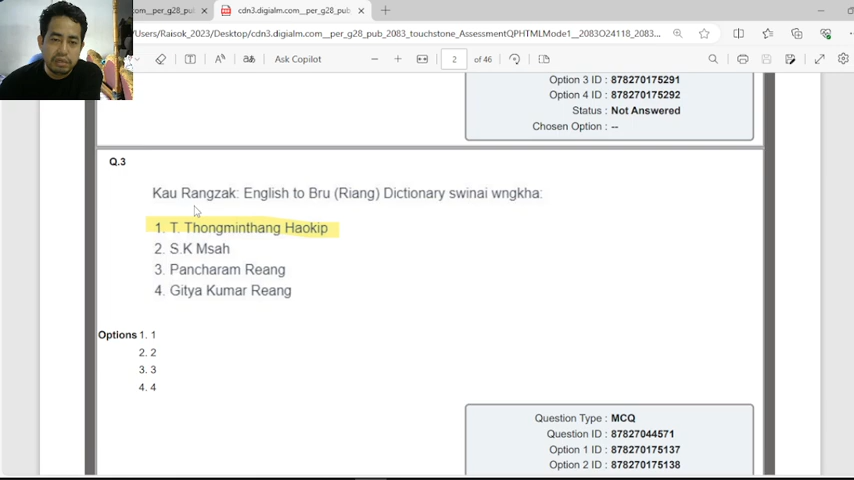 com__per_g28_pub...
cdn3.digialm.com__per_g28_pub...
/Users/Raisok_2023/Desktop/cdn3.digialm.com__per_g28_pub_2083_touchstone_AssessmentQPHTMLMode1__2083O24118_2083...
Ask Copilot
2 of 46
Option 3 ID : 878270175291
Option 4 ID : 878270175292
Status : Not Answered
Chosen Option : --
Q.3
Kau Rangzak: English to Bru (Riang) Dictionary swinai wngkha:
1. T. Thongminthang Haokip
2. S.K Msah
3. Pancharam Reang
4. Gitya Kumar Reang
Options 1. 1
2. 2
3. 3
4. 4
Question Type : MCQ
Question ID : 87827044571
Option 1 ID : 878270175137
Option 2 ID : 878270175138